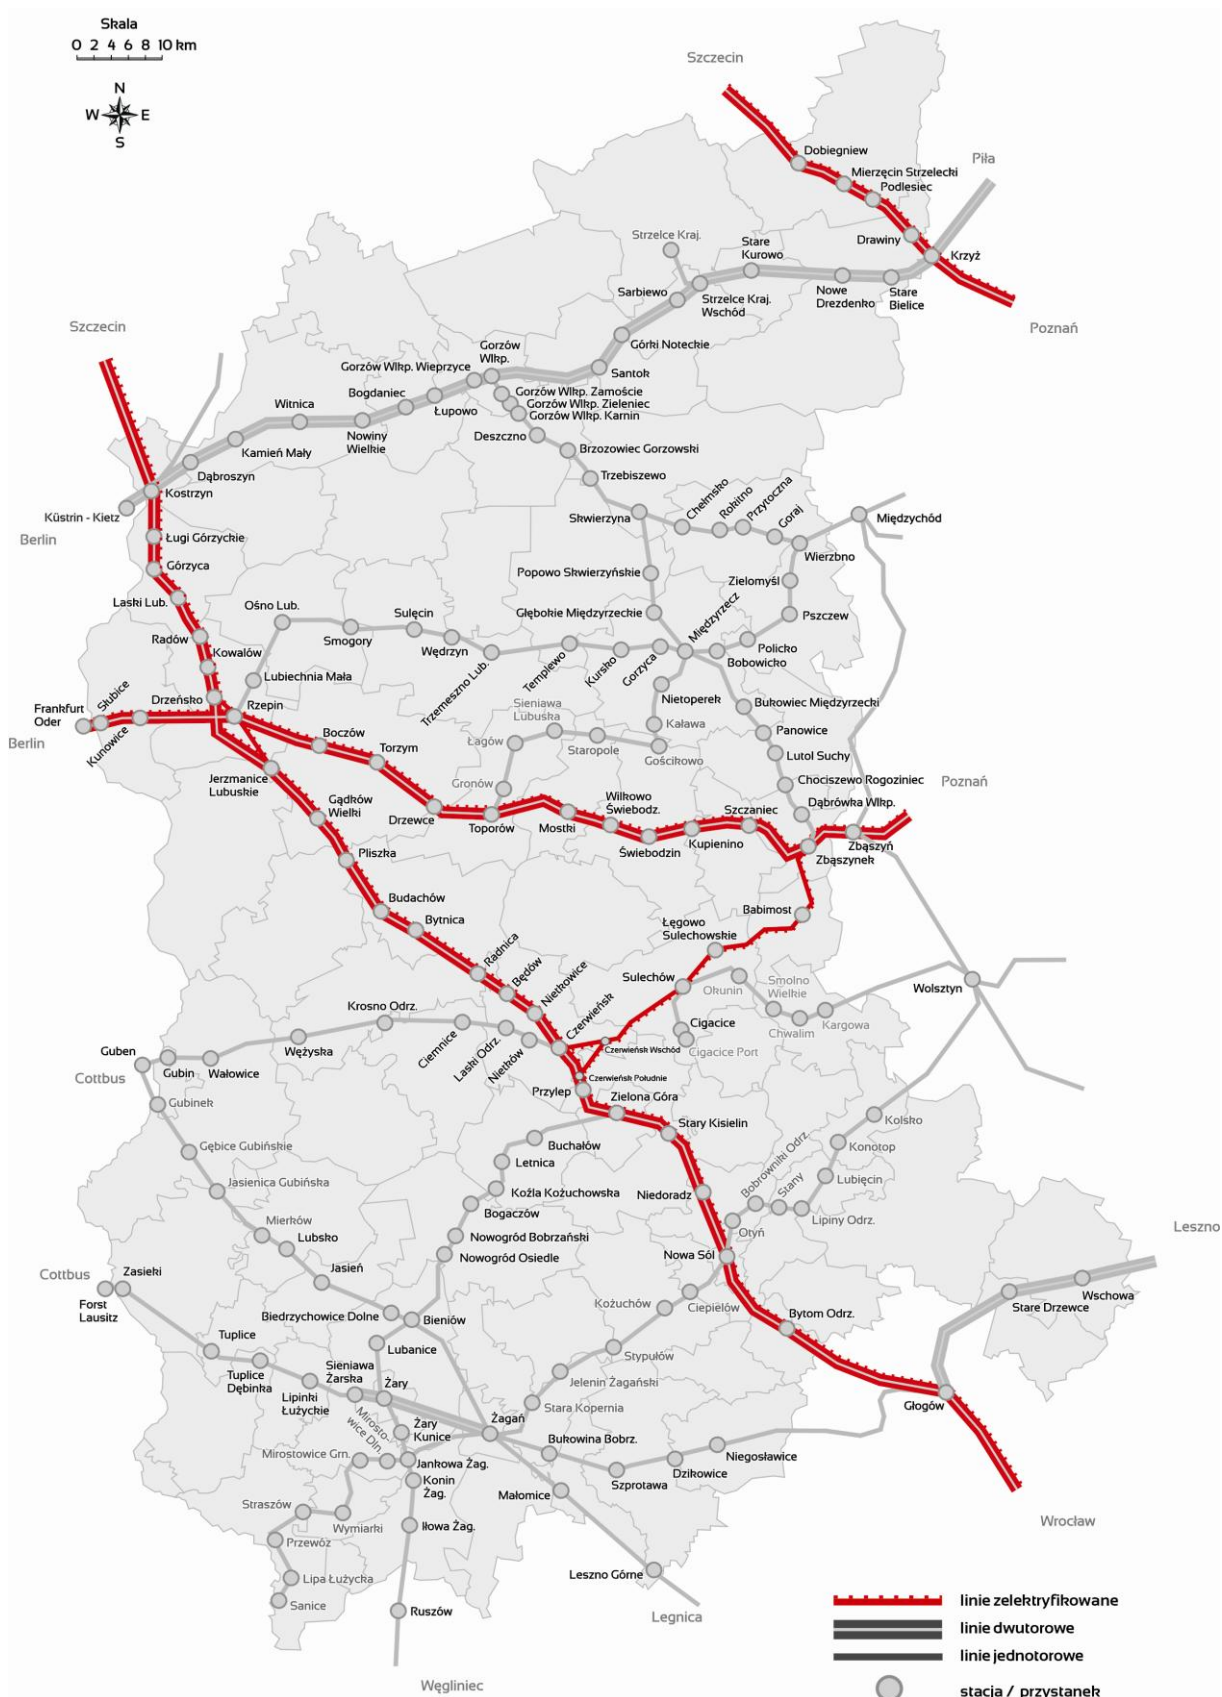 Skala
0 2 4 6 8 10 km
N
W E
S
Szczecin
Dobiegniew
Mierzęcin Strzelecki
Podlesiec
Piła
Drawiny
Krzyż
Strzelce Kraj.
Stare
Kurowo
Sarbiewo
Strzelce Kraj.
Wschód
Nowe
Drezdenko
Stare
Bielice
Poznań
Szczecin
Górki Noteckie
Gorzów
Wlkp.
Gorzów Wlkp. Wieprzyce
Santok
Bogdaniec
Gorzów Wlkp. Zamoście
Gorzów Wlkp. Zieleniec
Gorzów Wlkp. Karnin
Witnica
Łupowo
Nowiny
Wielkie
Deszczno
Kamień Mały
Brzozowiec Gorzowski
Dąbroszyn
Trzebiszewo
Kostrzyn
Küstrin - Kietz
Berlin
Skwierzyna
Chełmsko
Rokitno
Przytoczna
Goraj
Międzychód
Ługi Górzyckie
Wierzbno
Górzyca
Popowo Skwierzyńskie
Zielomyśl
Laski Lub.
Ośno Lub.
Sulęcin
Głębokie Międzyrzeckie
Międzyrzecz
Pszczew
Radów
Smogory
Wędrzyn
Policko
Kowalów
Trzemeszno Lub.
Templewo
Kursko
Gorzyca
Bobowicko
Lubiechnia Mała
Nietoperek
Drzeńsko
Rzepin
Frankfurt
Oder
Słubice
Kunowice
Berlin
Sieniawa
Lubuska
Kaława
Bukowiec Międzyrzecki
Panowice
Boczów
Łagów
Staropole
Gościkowo
Lutol Suchy
Torzym
Jerzmanice
Lubuskie
Gronów
Chociszewo Rogoziniec
Poznań
Gądków
Wielki
Drzewce
Toporów
Mostki
Wilkowo
Świebodz.
Szczaniec
Dąbrówka Wlkp.
Świebodzin
Kupienino
Zbąszynek
Zbąszyń
Pliszka
Budachów
Bytnica
Babimost
Łęgowo
Sulechowskie
Radnica
Będów
Nietkowice
Sulechów
Okunin
Smolno
Wielkie
Wolsztyn
Krosno Odrz.
Czerwieńsk
Cigacice
Chwalim
Kargowa
Guben
Gubin
Wałowice
Wężyska
Ciemnice
Laski Odrz.
Nietków
Czerwieńsk Wschód
Cigacice Port
Cottbus
Czerwieńsk Południe
Przylep
Zielona Góra
Gubinek
Stary Kisielin
Kolsko
Buchałów
Konotop
Gębice Gubińskie
Letnica
Bobrowniki Odrz.
Stany
Lubięcin
Jasienica Gubińska
Koźla Kożuchowska
Niedoradz
Bogaczów
Lipiny Odrz.
Mierków
Nowogród Bobrzański
Otyń
Leszno
Lubsko
Nowogród Osiedle
Nowa Sól
Cottbus
Zasieki
Jasień
Forst
Lausitz
Kożuchów
Ciepielów
Wschowa
Stare Drzewce
Biedrzychowice Dolne
Bieniów
Bytom Odrz.
Tuplice
Lubanice
Stypułów
Tuplice
Dębinka
Sieniawa
Żarska
Żary
Jelenin Żagański
Lipinki
Łużyckie
Stara Kopernia
Głogów
Mirosto-
wice Dln.
Żary
Kunice
Żagań
Bukowina Bobrz.
Mirostowice Grn.
Jankowa Żag.
Niegosławice
Konin
Żag.
Szprotawa
Dzikowice
Małomice
Straszów
Wymiarki
Iłowa Żag.
Wrocław
Przewóz
Lipa Łużycka
Leszno Górne
Sanice
Ruszów
Legnica
Węgliniec
linie zelektryfikowane
linie dwutorowe
linie jednotorowe
stacja / przystanek